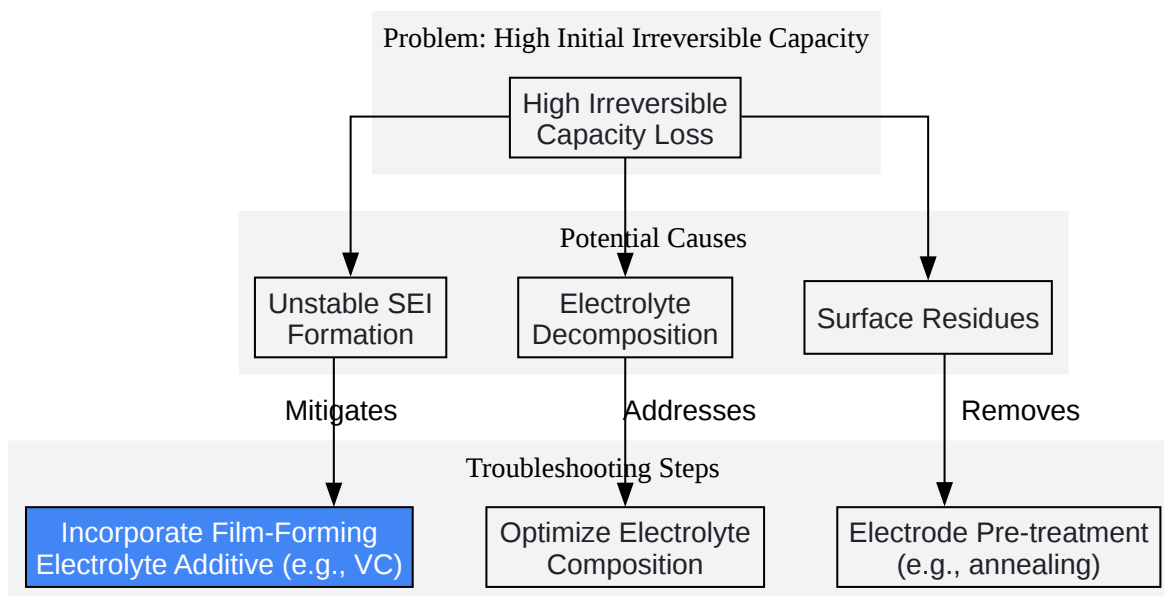 Problem: High Initial Irreversible Capacity
High Irreversible
Capacity Loss
Potential Causes
Unstable SEI
Formation
Electrolyte
Decomposition
Surface Residues
Mitigates
Addresses
Removes
Troubleshooting Steps
Incorporate Film-Forming
Electrolyte Additive (e.g., VC)
Optimize Electrolyte
Composition
Electrode Pre-treatment
(e.g., annealing)